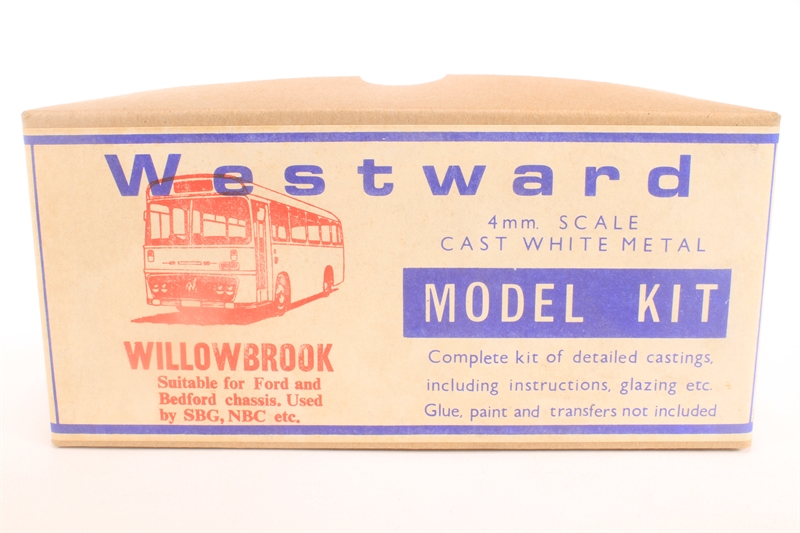 Westward
4mm. SCALE
CAST WHITE METAL
MODEL KIT
Complete kit of detailed castings,
including instructions, glazing etc.
Glue, paint and transfers not included
WILLOWBROOK
Suitable for Ford and
Bedford chassis. Used
by SBG, NBC etc.